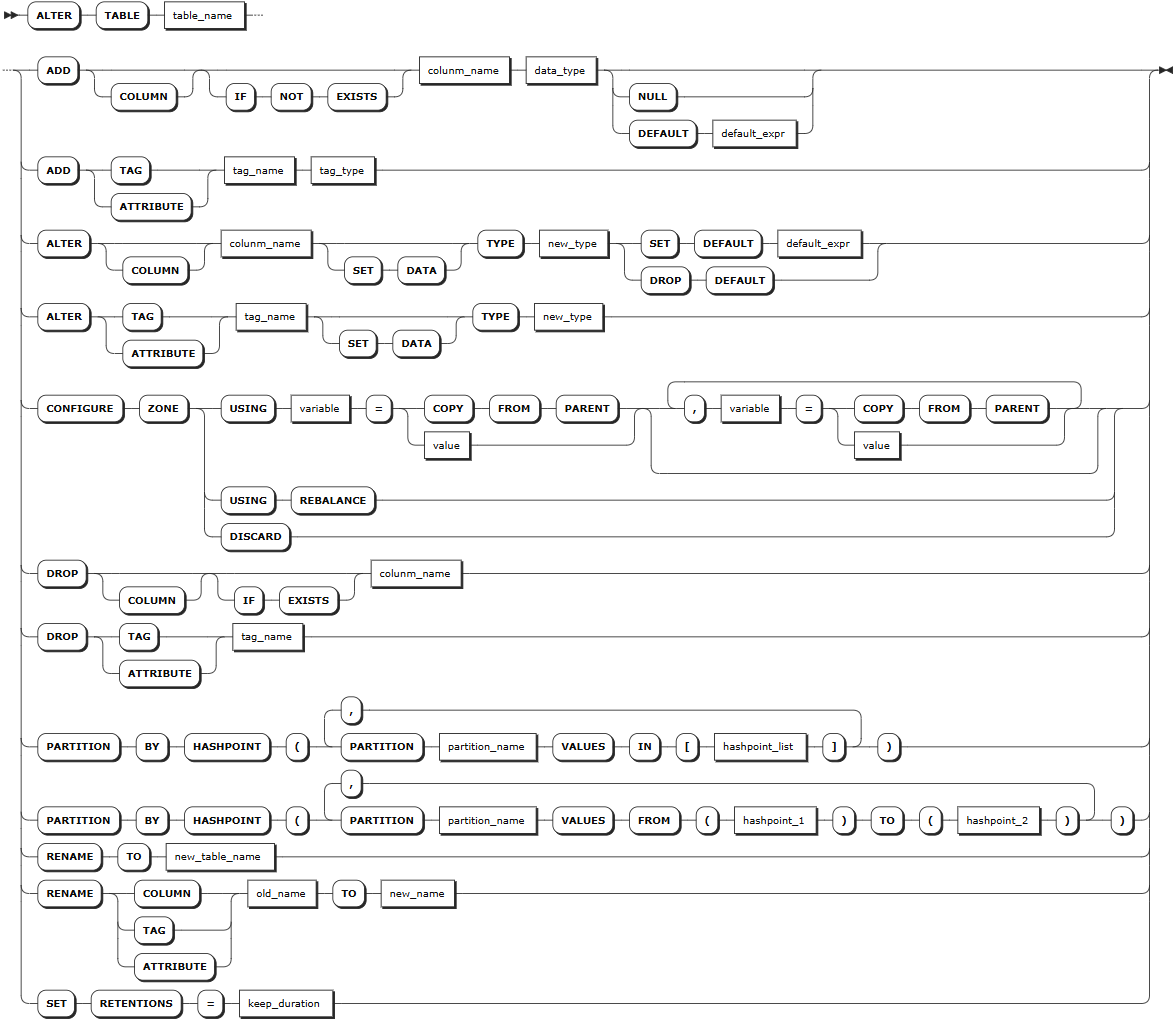 ALTER TABLE table_name
ADD colunm_name data_type
COLUMN IF NOT EXISTS NULL
DEFAULT default_expr
ADD TAG tag_name tag_type
ATTRIBUTE
ALTER colunm_name TYPE new_type SET DEFAULT default_expr
COLUMN SET DATA DROP DEFAULT
ALTER TAG tag_name TYPE new_type
ATTRIBUTE SET DATA
CONFIGURE ZONE USING variable = COPY FROM PARENT , variable = COPY FROM PARENT
value value
USING REBALANCE
DISCARD
DROP colunm_name
COLUMN IF EXISTS
DROP TAG tag_name
ATTRIBUTE
,
PARTITION BY HASHPOINT ( PARTITION partition_name VALUES IN [ hashpoint_list ] )
,
PARTITION BY HASHPOINT ( PARTITION partition_name VALUES FROM ( hashpoint_1 ) TO ( hashpoint_2 ) )
RENAME TO new_table_name
RENAME COLUMN old_name TO new_name
TAG
ATTRIBUTE
SET RETENTIONS = keep_duration